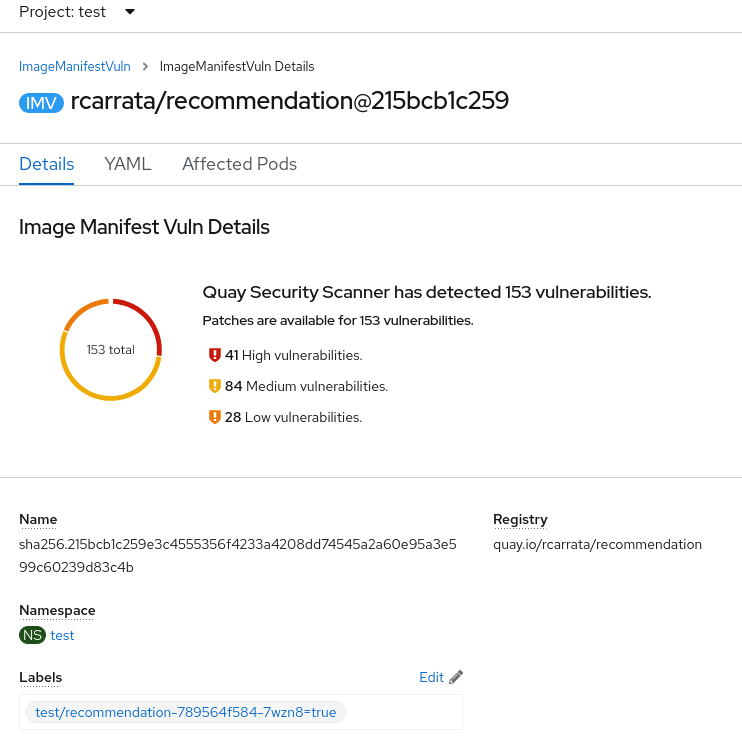 Project: test
ImageManifestVuln > ImageManifestVuln Details
IMV rcarrata/recommendation@215bcb1c259
Details YAML Affected Pods
Image Manifest Vuln Details
Quay Security Scanner has detected 153 vulnerabilities.
Patches are available for 153 vulnerabilities.
153 total
41 High vulnerabilities.
84 Medium vulnerabilities.
28 Low vulnerabilities.
Name
sha256.215bcb1c259e3c4555356f4233a4208dd74545a2a60e95a3e5
99c60239d83c4b
Registry
quay.io/rcarrata/recommendation
Namespace
NS test
Labels
Edit
test/recommendation-789564f584-7wzn8=true